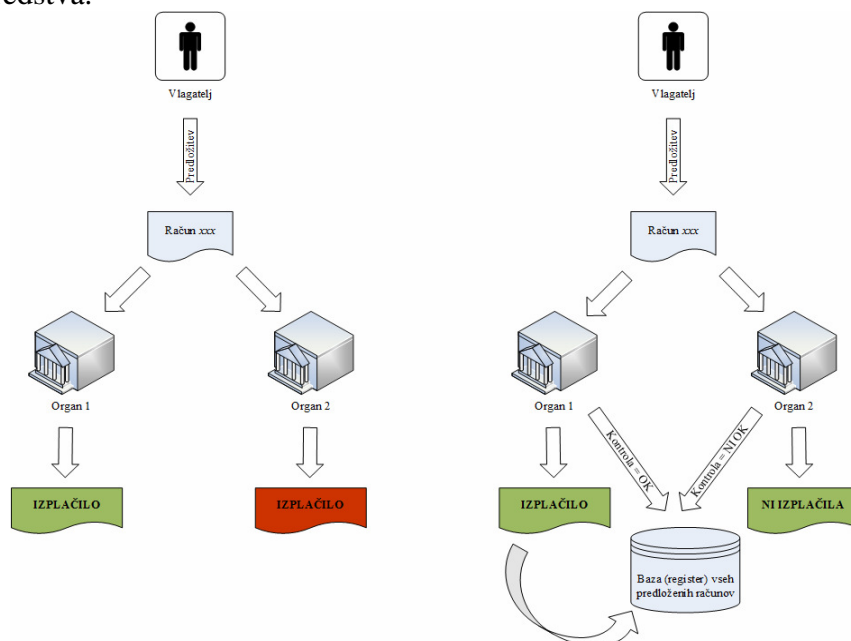 Vlagatelj
Predložitev
Račun xxx
Organ 1
Organ 2
IZPLAČILO
IZPLAČILO
Vlagatelj
Predložitev
Račun xxx
Organ 1
Organ 2
Kontrola = OK
Kontrola = NI OK
IZPLAČILO
NI IZPLAČILA
Baza (register) vseh
predloženih računov